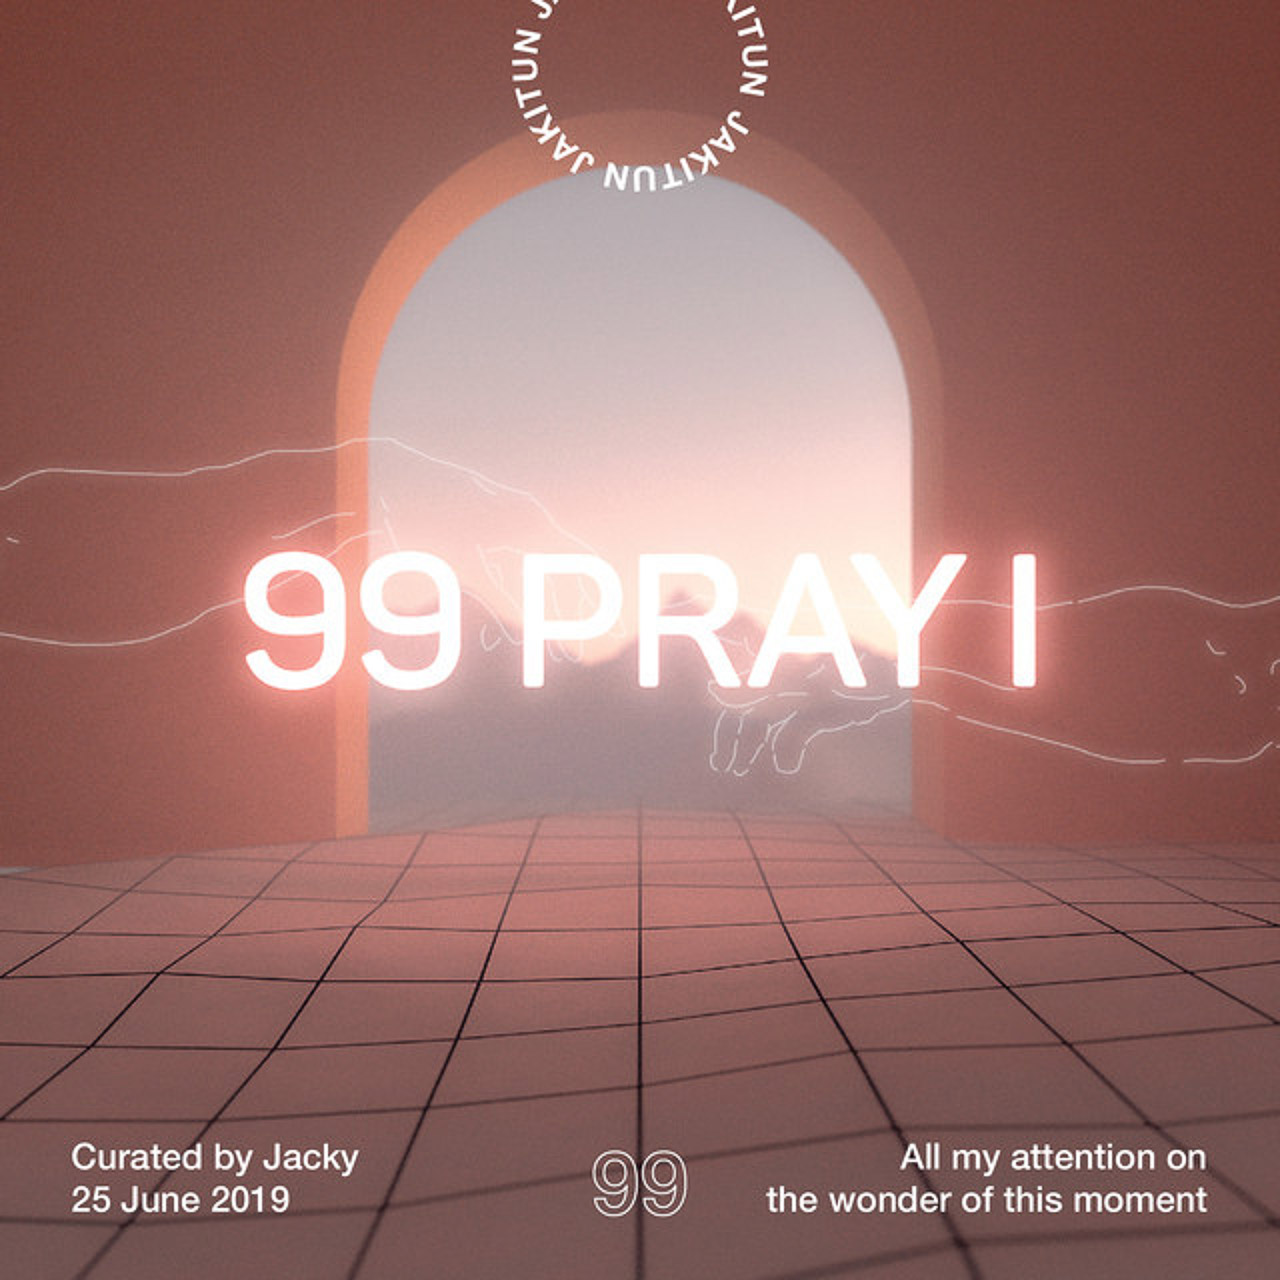 JAKITUN JAKITUN JAKITUN
99 PRAY I
Curated by Jacky
25 June 2019
99
All my attention on
the wonder of this moment